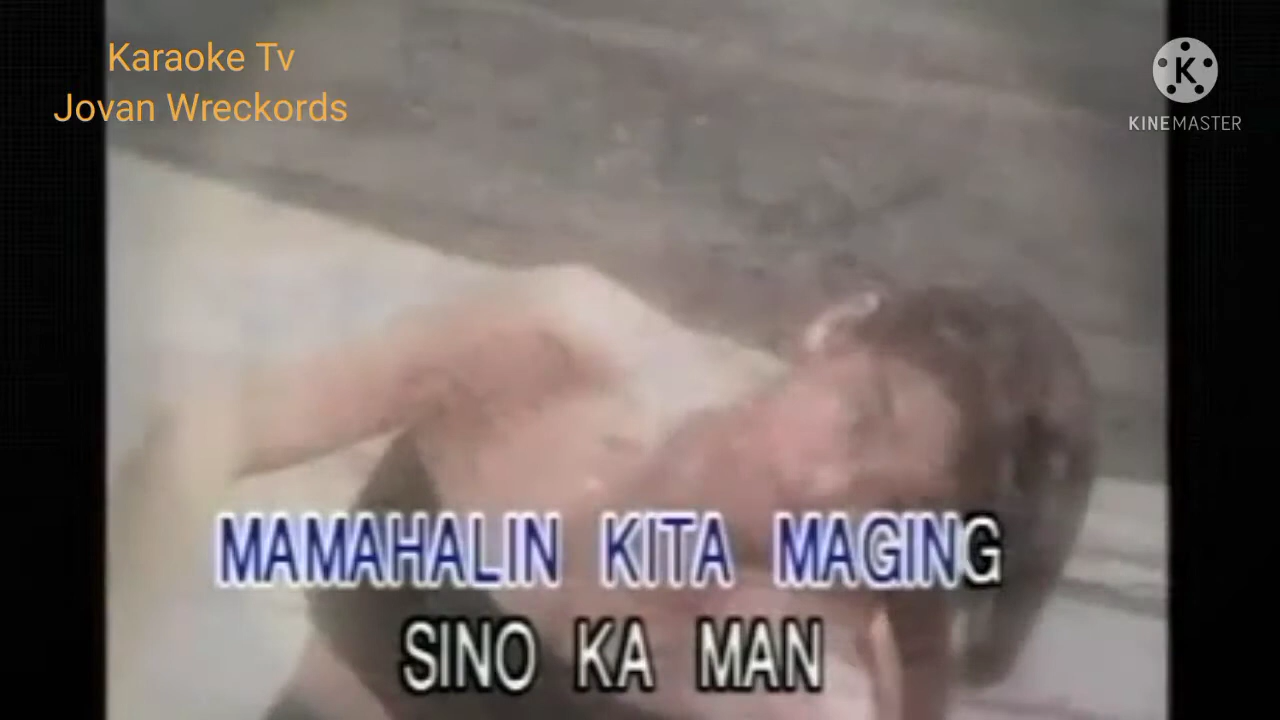 Karaoke Tv
Jovan Wreckords
K
KINEMASTER
MAMAHALIN KITA MAGING
SINO KA MAN